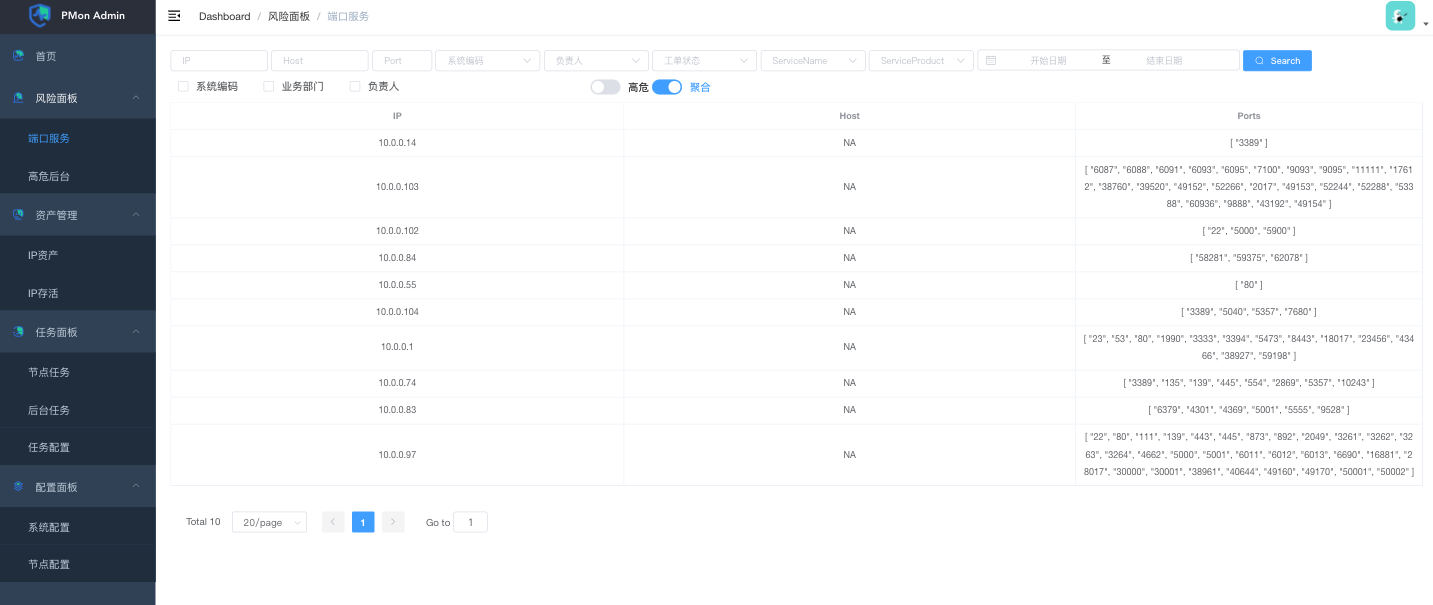 PMon Admin
Dashboard / 风险面板 / 端口服务
首页
风险面板
端口服务
高危后台
资产管理
IP资产
IP存活
任务面板
节点任务
后台任务
任务配置
配置面板
系统配置
节点配置
IP Host Port 系统编码 负责人 工单状态 ServiceName ServiceProduct 开始日期 至 结束日期 Search
系统编码 业务部门 负责人 高危 聚合
IP Host Ports
10.0.0.14 NA [ "3389" ]
10.0.0.103 NA [ "6087", "6088", "6091", "6093", "6095", "7100", "9093", "9095", "11111", "1761
2", "38760", "39520", "49152", "52266", "2017", "49153", "52244", "52288", "533
88", "60936", "9888", "43192", "49154" ]
10.0.0.102 NA [ "22", "5000", "5900" ]
10.0.0.84 NA [ "58281", "59375", "62078" ]
10.0.0.55 NA [ "80" ]
10.0.0.104 NA [ "3389", "5040", "5357", "7680" ]
10.0.0.1 NA [ "23", "53", "80", "1990", "3333", "3394", "5473", "8443", "18017", "23456", "434
66", "38927", "59198" ]
10.0.0.74 NA [ "3389", "135", "139", "445", "554", "2869", "5357", "10243" ]
10.0.0.83 NA [ "6379", "4301", "4369", "5001", "5555", "9528" ]
10.0.0.97 NA [ "22", "80", "111", "139", "443", "445", "873", "892", "2049", "3261", "3262", "32
63", "3264", "4662", "5000", "5001", "6011", "6012", "6013", "6690", "16881", "2
8017", "30000", "30001", "38961", "40644", "49160", "49170", "50001", "50002" ]
Total 10 20/page 1 Go to 1